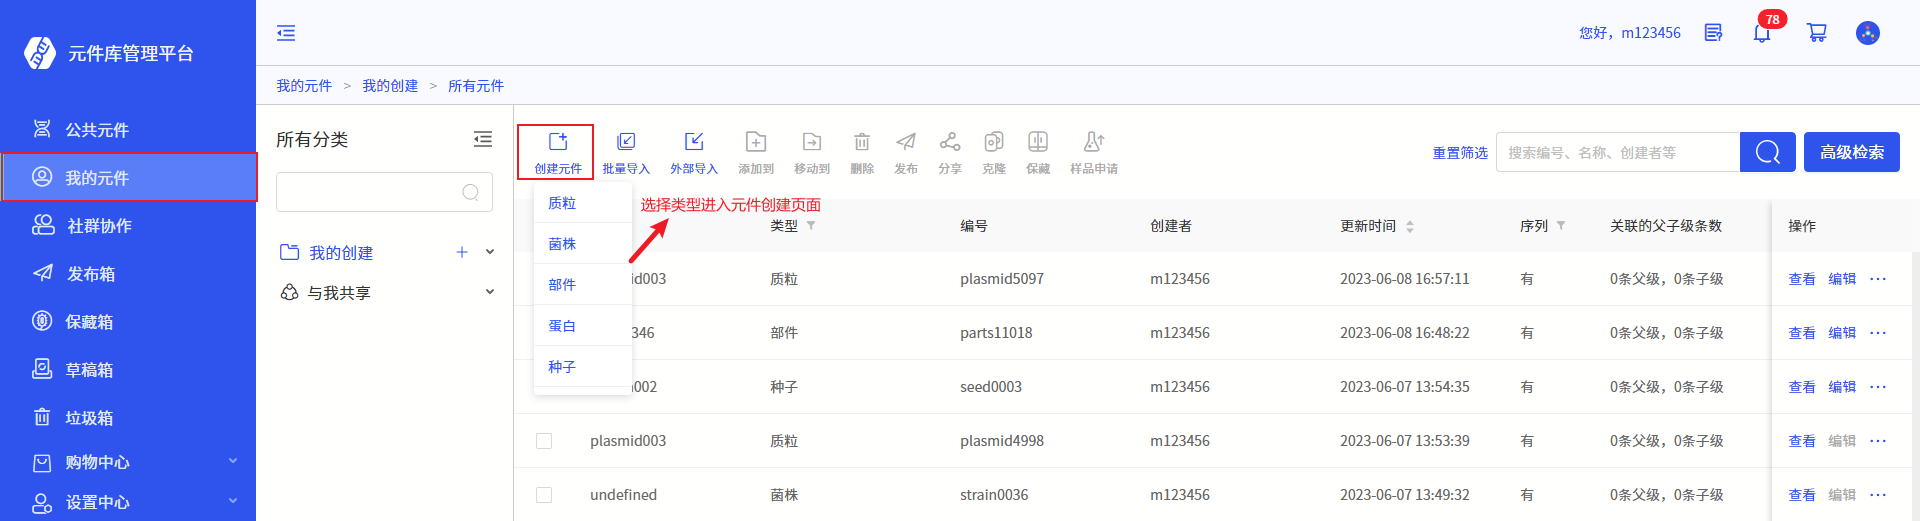 元件库管理平台
您好，m123456
78
我的元件 > 我的创建 > 所有元件
公共元件
我的元件
社群协作
发布箱
保藏箱
草稿箱
垃圾箱
购物中心
设置中心
所有分类
我的创建
与我共享
创建元件 批量导入 外部导入 添加到 移动到 删除 发布 分享 克隆 保藏 样品申请
重置筛选 搜索编号、名称、创建者等 高级检索
质粒
菌株
部件
蛋白
种子
选择类型进入元件创建页面
类型 编号 创建者 更新时间 序列 关联的父子级条数 操作
id003 质粒 plasmid5097 m123456 2023-06-08 16:57:11 有 0条父级，0条子级 查看 编辑 ···
346 部件 parts11018 m123456 2023-06-08 16:48:22 有 0条父级，0条子级 查看 编辑 ···
002 种子 seed0003 m123456 2023-06-07 13:54:35 有 0条父级，0条子级 查看 编辑 ···
plasmid003 质粒 plasmid4998 m123456 2023-06-07 13:53:39 有 0条父级，0条子级 查看 编辑 ···
undefined 菌株 strain0036 m123456 2023-06-07 13:49:32 有 0条父级，0条子级 查看 编辑 ···